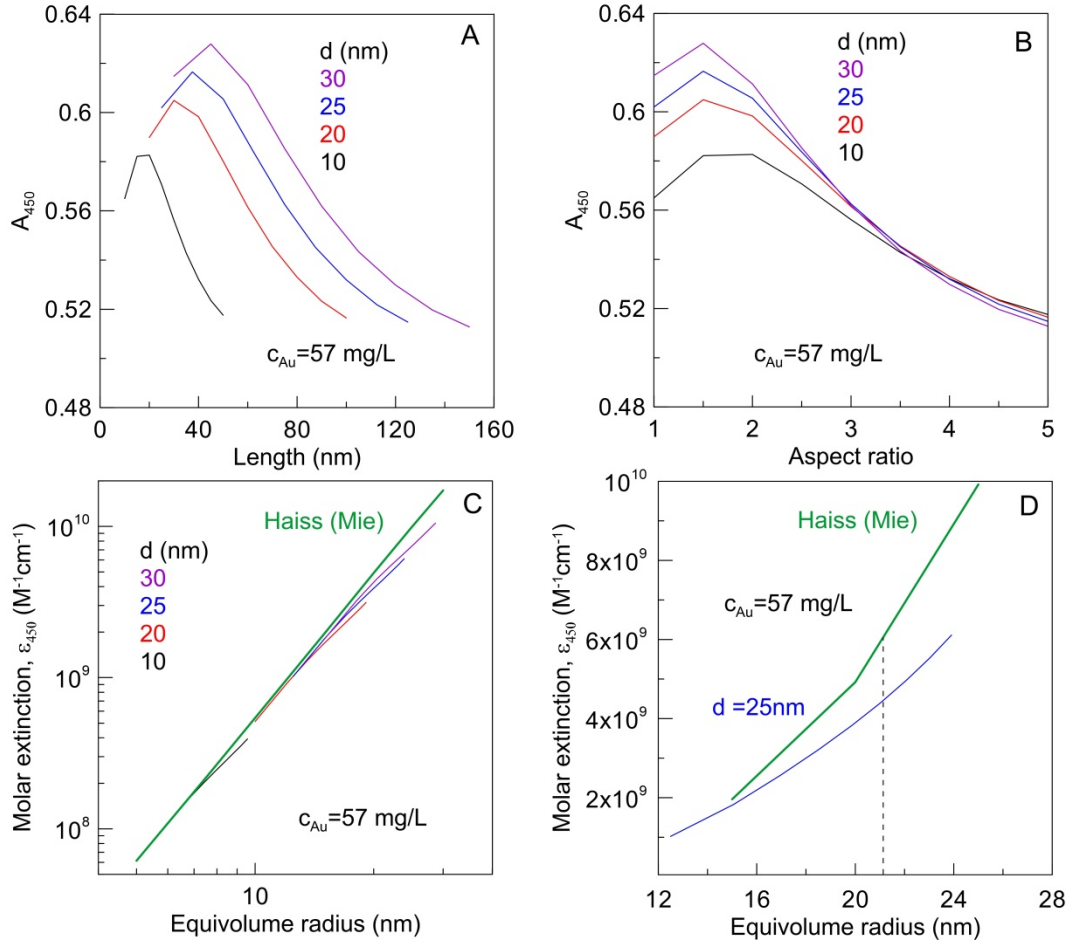 A
0.64
0.6
0.56
0.52
0.48
A₄₅₀
d (nm)
30
25
20
10
c_Au=57 mg/L
0
40
80
120
160
Length (nm)
B
0.64
0.6
0.56
0.52
0.48
A₄₅₀
d (nm)
30
25
20
10
c_Au=57 mg/L
1
2
3
4
5
Aspect ratio
C
10¹⁰
10⁹
10⁸
Molar extinction, ε₄₅₀ (M⁻¹cm⁻¹)
Haiss (Mie)
d (nm)
30
25
20
10
c_Au=57 mg/L
10
Equivolume radius (nm)
D
10¹⁰
8x10⁹
6x10⁹
4x10⁹
2x10⁹
Molar extinction, ε₄₅₀ (M⁻¹cm⁻¹)
Haiss (Mie)
c_Au=57 mg/L
d =25nm
12
16
20
24
28
Equivolume radius (nm)